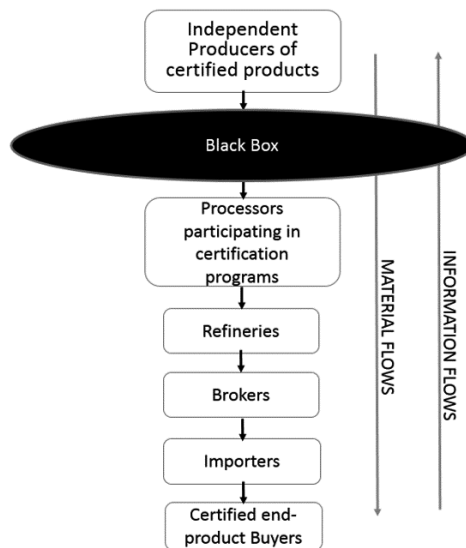 Independent
Producers of
certified products
Black Box
Processors
participating in
certification
programs
Refineries
Brokers
Importers
Certified end-
product Buyers
MATERIAL FLOWS
INFORMATION FLOWS